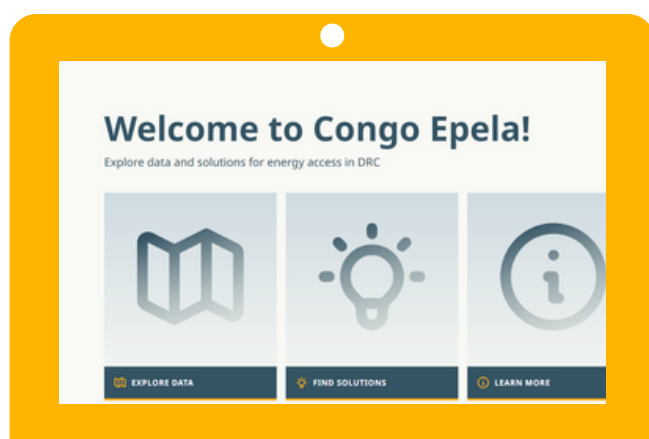 Welcome to Congo Epela!
Explore data and solutions for energy access in DRC
EXPLORE DATA
FIND SOLUTIONS
LEARN MORE